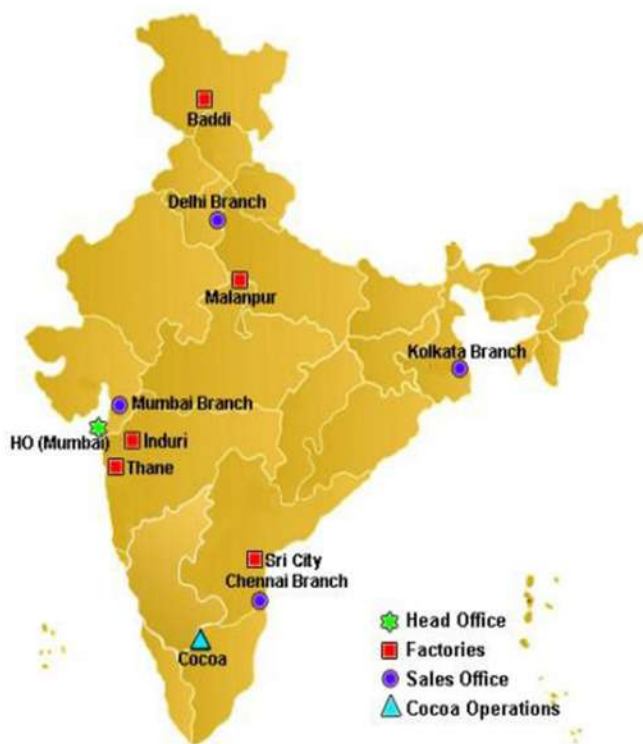 Baddi
Delhi Branch
Malanpur
Kolkata Branch
Mumbai Branch
HO (Mumbai)
Induri
Thane
Sri City
Chennai Branch
Cocoa
Head Office
Factories
Sales Office
Cocoa Operations